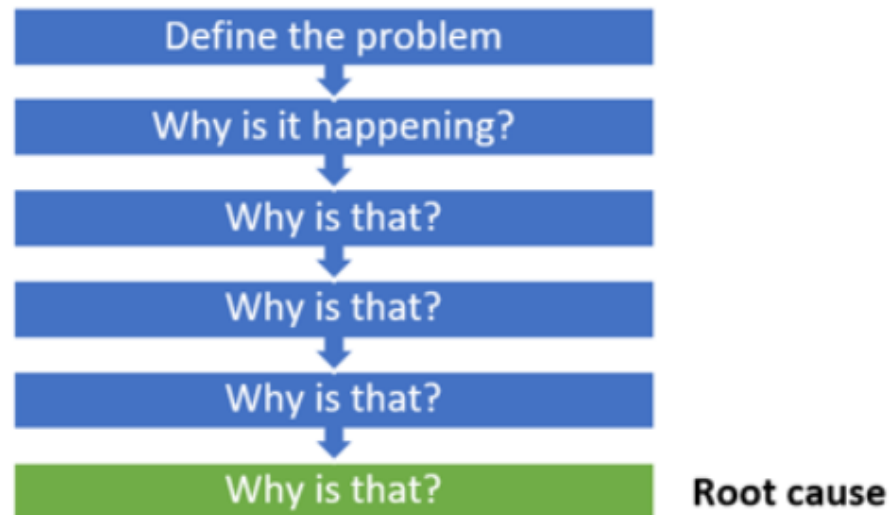 Define the problem
Why is it happening?
Why is that?
Why is that?
Why is that?
Why is that?
Root cause